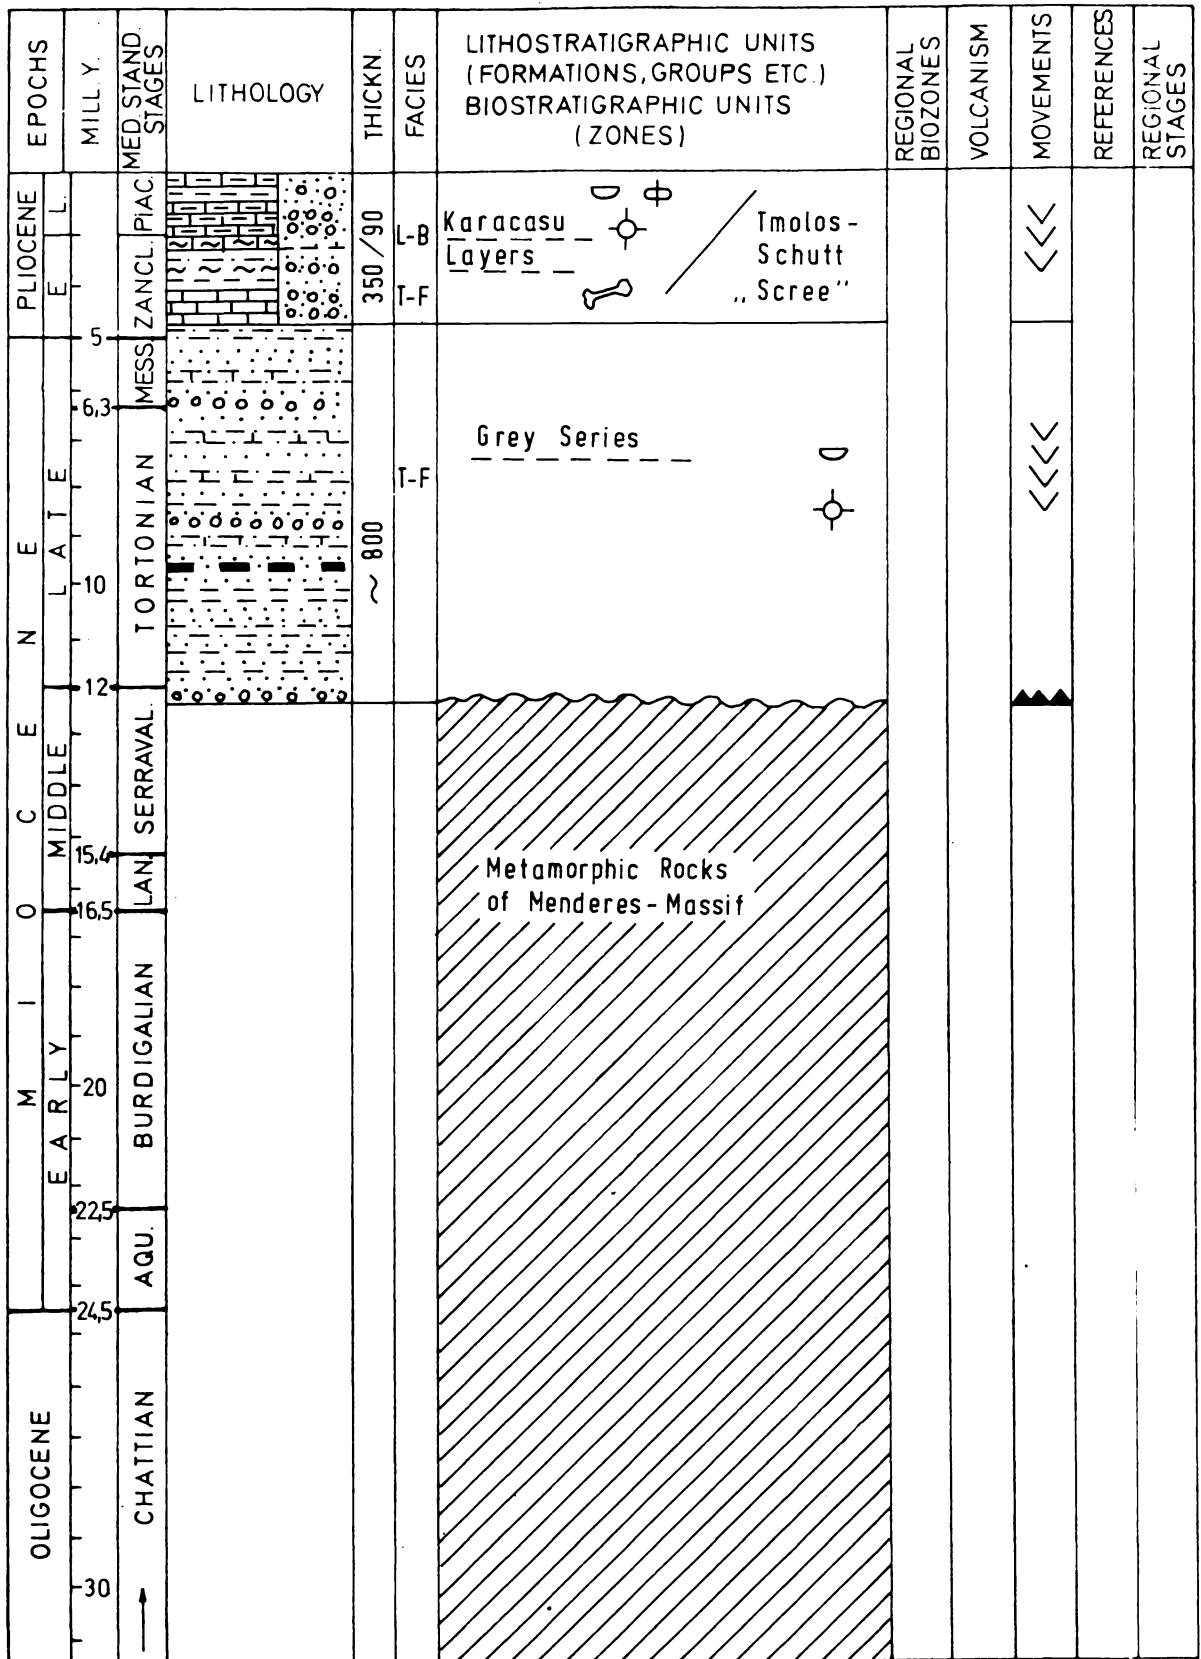 EPOCHS
MILL.Y.
MED.STAND.
STAGES
LITHOLOGY
THICKN.
FACIES
LITHOSTRATIGRAPHIC UNITS
(FORMATIONS, GROUPS ETC.)
BIOSTRATIGRAPHIC UNITS
(ZONES)
REGIONAL
BIOZONES
VOLCANISM
MOVEMENTS
REFERENCES
REGIONAL
STAGES
PLIOCENE
L.
E
PIAC.
ZANCL.
350/90
L-B
T-F
Karacasu
Layers
Tmolos-
Schutt
„Scree"
MIOCENE
LATE
5
MESS.
6,3
TORTONIAN
10
12
~ 800
T-F
Grey Series
MIDDLE
SERRAVAL.
15,4
LAN.
16,5
Metamorphic Rocks
of Menderes-Massif
EARLY
BURDIGALIAN
20
22,5
AQU.
24,5
OLIGOCENE
CHATTIAN
30